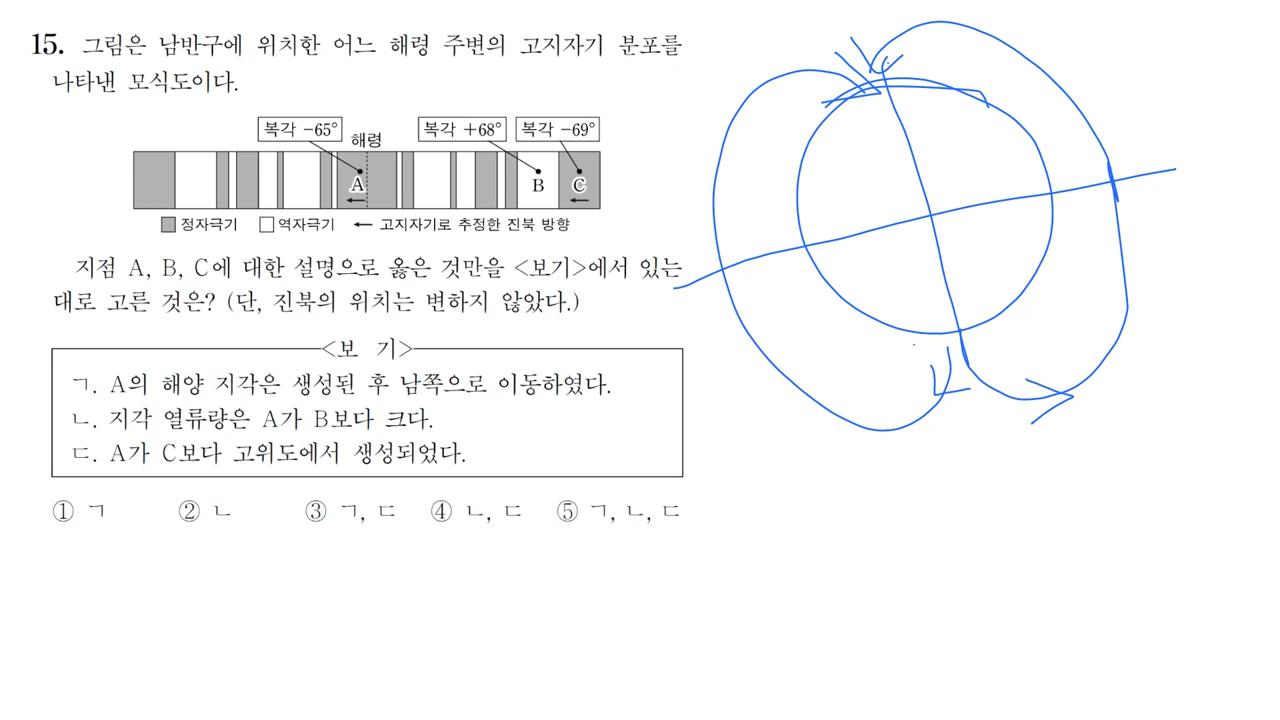 15. 그림은 남반구에 위치한 어느 해령 주변의 고지자기 분포를
나타낸 모식도이다.
복각 -65° 해령 복각 +68° 복각 -69°
A B C
정자극기 역자극기 ← 고지자기로 추정한 진북 방향
지점 A, B, C에 대한 설명으로 옳은 것만을 <보기>에서 있는
대로 고른 것은? (단, 진북의 위치는 변하지 않았다.)
<보 기>
ㄱ. A의 해양 지각은 생성된 후 남쪽으로 이동하였다.
ㄴ. 지각 열류량은 A가 B보다 크다.
ㄷ. A가 C보다 고위도에서 생성되었다.
① ㄱ ② ㄴ ③ ㄱ, ㄷ ④ ㄴ, ㄷ ⑤ ㄱ, ㄴ, ㄷ